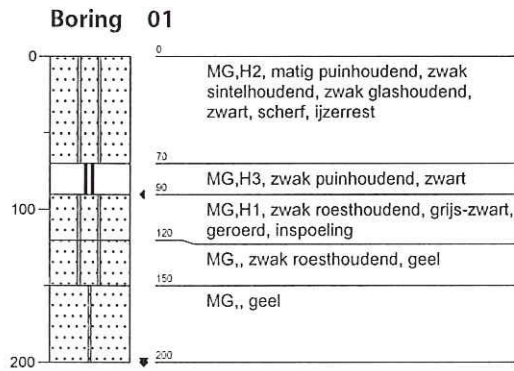 Boring 01
0
0
MG,H2, matig puinhoudend, zwak
sintelhoudend, zwak glashoudend,
zwart, scherf, ijzerrest
70
MG,H3, zwak puinhoudend, zwart
90
100
MG,H1, zwak roesthoudend, grijs-zwart,
geroerd, inspoeling
120
MG,, zwak roesthoudend, geel
150
MG,, geel
200
200